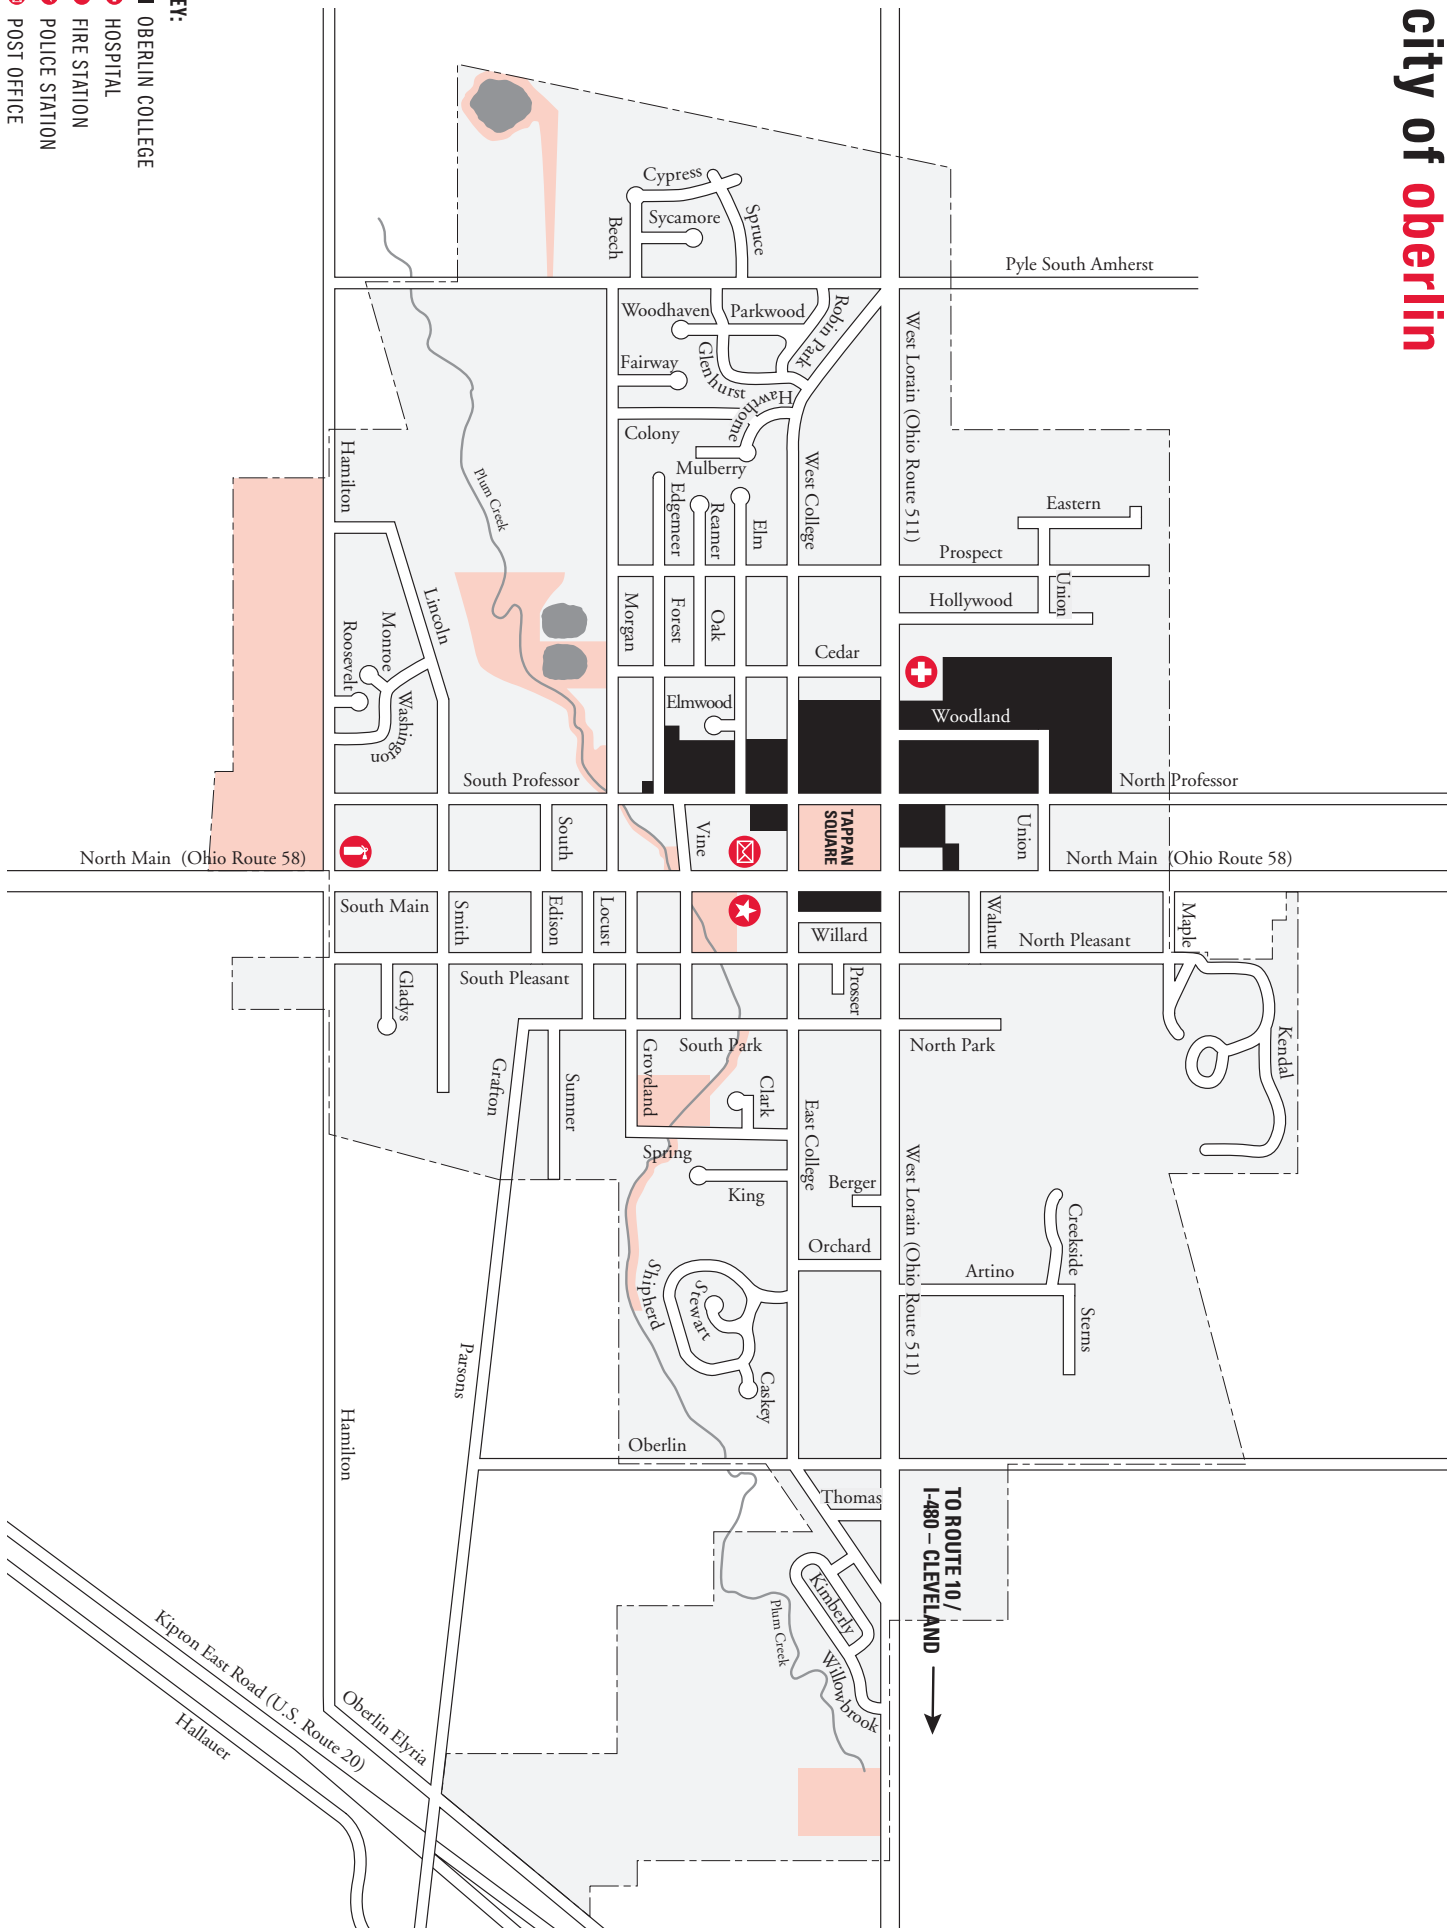 city of oberlin
EY:
OBERLIN COLLEGE
HOSPITAL
FIRE STATION
POLICE STATION
POST OFFICE
Cypress
Sycamore
Spruce
Beech
Pyle South Amherst
Woodhaven
Parkwood
Robin Park
West Lorain (Ohio Route 511)
Fairway
Glenhurst
Hawthorne
Colony
Mulberry
West College
Hamilton
Plum Creek
Edgemeer
Reamer
Elm
Eastern
Prospect
Union
Hollywood
Lincoln
Monroe
Roosevelt
Washington
Morgan
Forest
Oak
Cedar
Elmwood
Woodland
South Professor
North Professor
South
Vine
TAPPAN
SQUARE
Union
North Main (Ohio Route 58)
North Main (Ohio Route 58)
South Main
Smith
Edison
Locust
Willard
Walnut
North Pleasant
Maple
South Pleasant
Gladys
Prosser
Kendal
Grafton
Sumner
Groveland
South Park
Clark
North Park
East College
Spring
King
Berger
West Lorain (Ohio Route 511)
Orchard
Creekside
Artino
Sterns
Shipherd
Stewart
Caskey
Parsons
Hamilton
Oberlin
Thomas
TO ROUTE 10 /
I-480 – CLEVELAND
Kimberly
Plum Creek
Willowbrook
Kipton East Road (U.S. Route 20)
Oberlin Elyria
Hallauer